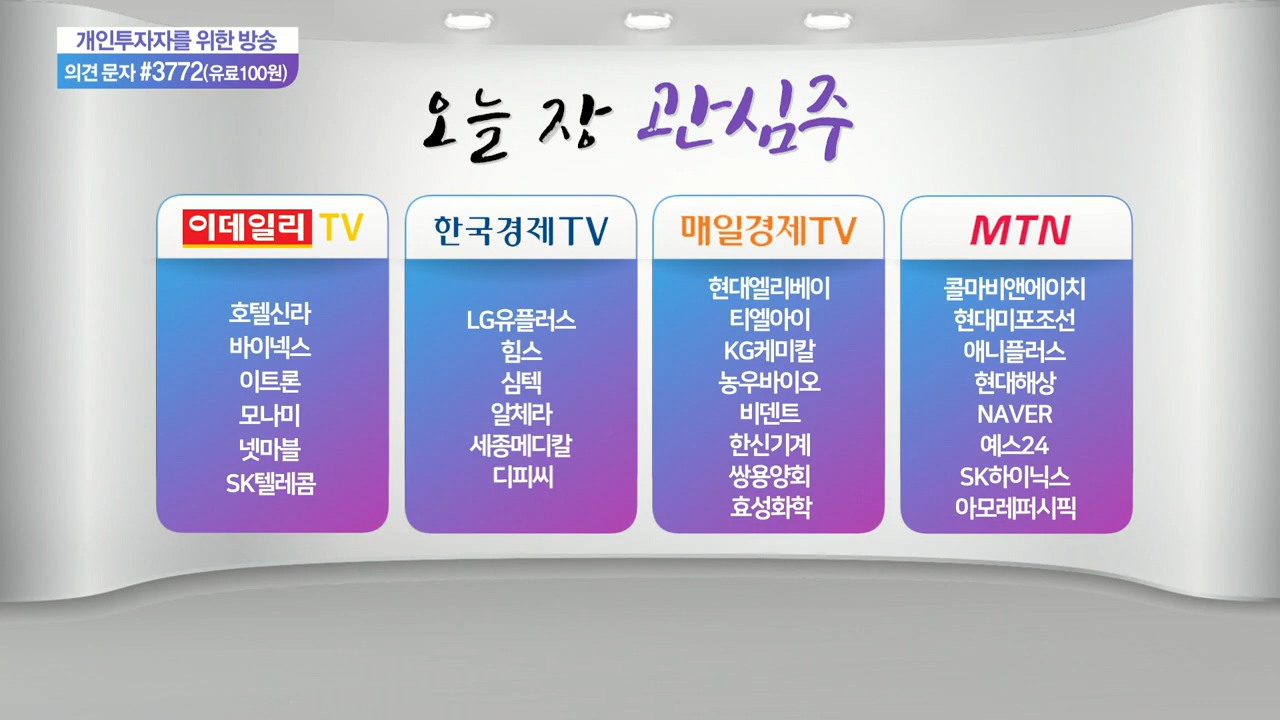 개인투자자를 위한 방송
의견 문자 #3772(유료100원)
오늘 장 관심주
이데일리 TV
호텔신라
바이넥스
이트론
모나미
넷마블
SK텔레콤
한국경제TV
LG유플러스
힘스
심텍
알체라
세종메디칼
디피씨
매일경제TV
현대엘리베이
티엘아이
KG케미칼
농우바이오
비덴트
한신기계
쌍용양회
효성화학
MTN
콜마비앤에이치
현대미포조선
애니플러스
현대해상
NAVER
예스24
SK하이닉스
아모레퍼시픽